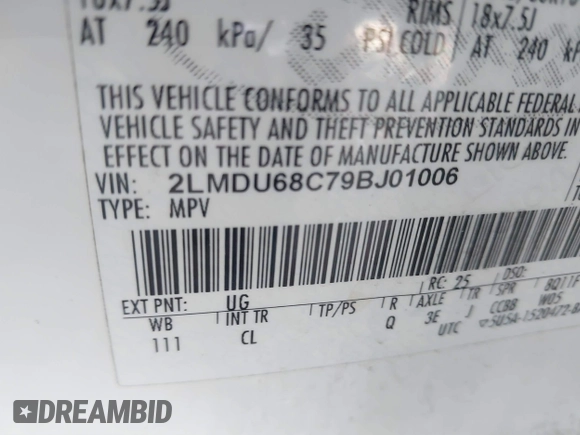 RIMS 18x7.5J
AT 240 kPa/ 35 PSI COLD AT 240
THIS VEHICLE CONFORMS TO ALL APPLICABLE FEDERAL
VEHICLE SAFETY AND THEFT PREVENTION STANDARDS
EFFECT ON THE DATE OF MANUFACTURE SHOWN ABOVE.
VIN: 2LMDU68C79BJ01006
TYPE: MPV
EXT PNT: UG RC: 25 DSO:
WB INT TR TP/PS R AXLE TR SPR
111 CL Q 3E J CCBB
UTC
DREAMBID